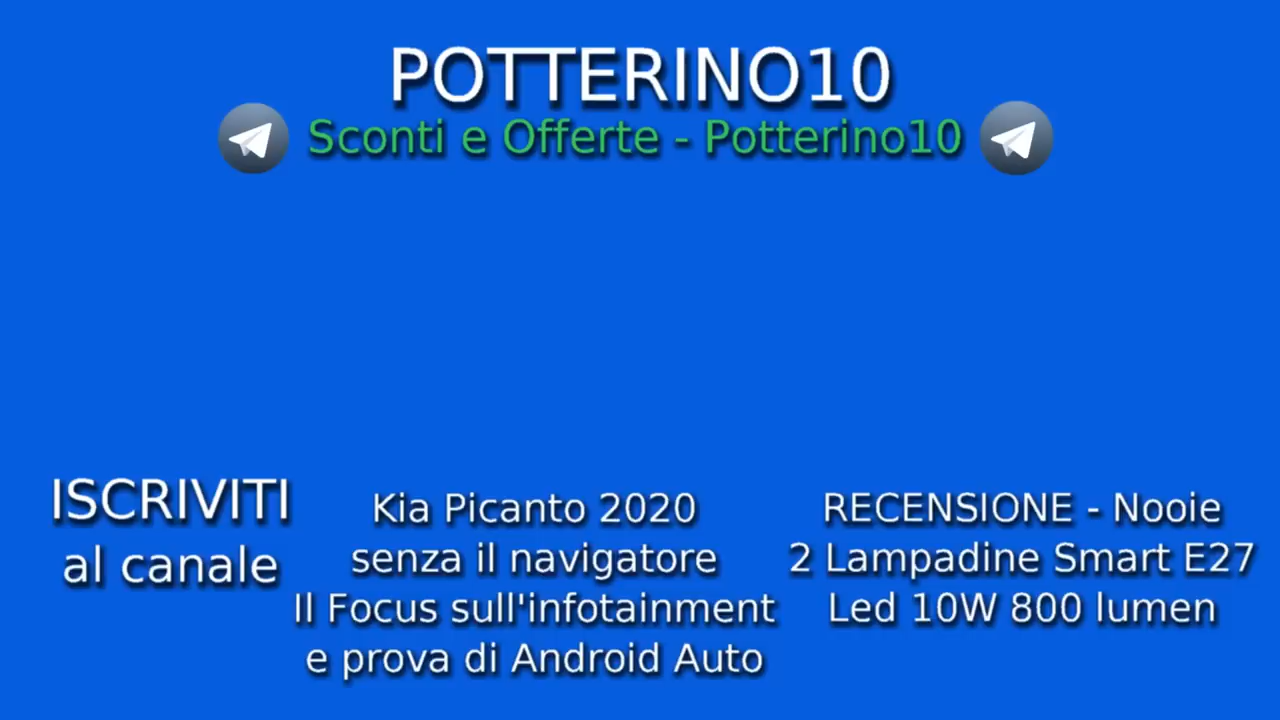 POTTERINO10
Sconti e Offerte - Potterino10
ISCRIVITI
al canale
Kia Picanto 2020
senza il navigatore
Il Focus sull'infotainment
e prova di Android Auto
RECENSIONE - Nooie
2 Lampadine Smart E27
Led 10W 800 lumen